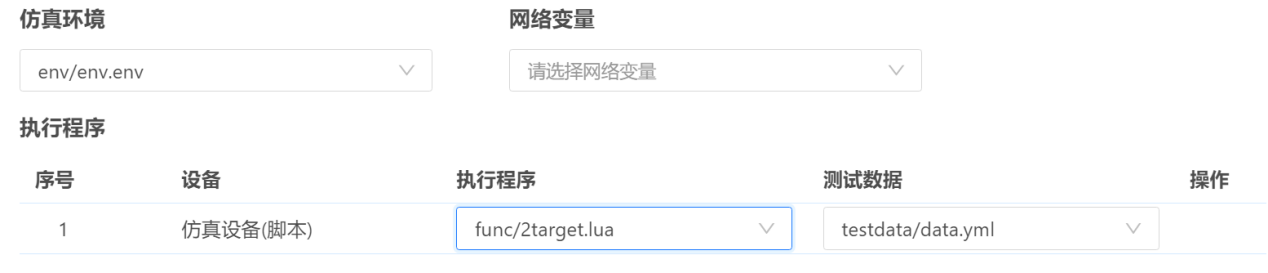 仿真环境 网络变量
env/env.env 请选择网络变量
执行程序
序号 设备 执行程序 测试数据 操作
1 仿真设备(脚本) func/2target.lua testdata/data.yml